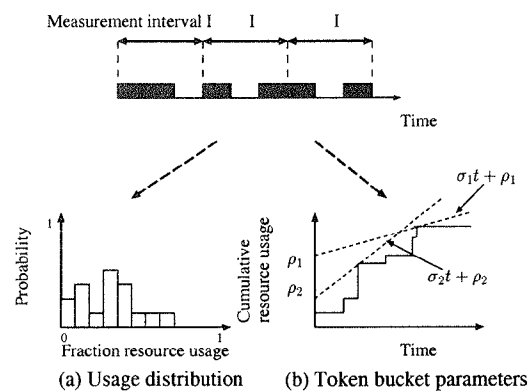 Measurement interval I I I
Time
σ₁t + ρ₁
1
Probability
0
Fraction resource usage
1
Cumulative
resource usage
ρ₁
ρ₂
σ₂t + ρ₂
Time
(a) Usage distribution
(b) Token bucket parameters